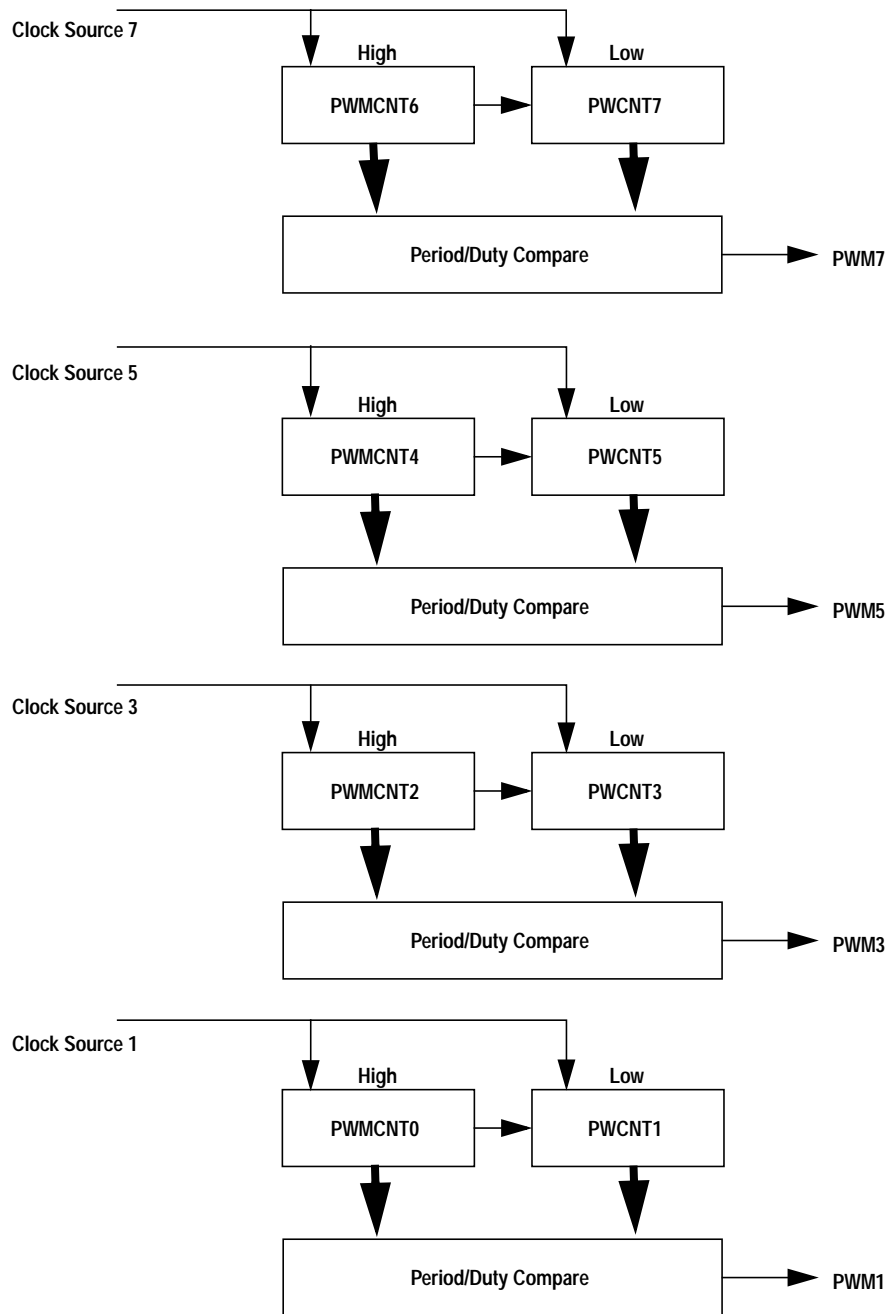 Clock Source 7
High
Low
PWMCNT6
PWCNT7
Period/Duty Compare
PWM7
Clock Source 5
High
Low
PWMCNT4
PWCNT5
Period/Duty Compare
PWM5
Clock Source 3
High
Low
PWMCNT2
PWCNT3
Period/Duty Compare
PWM3
Clock Source 1
High
Low
PWMCNT0
PWCNT1
Period/Duty Compare
PWM1